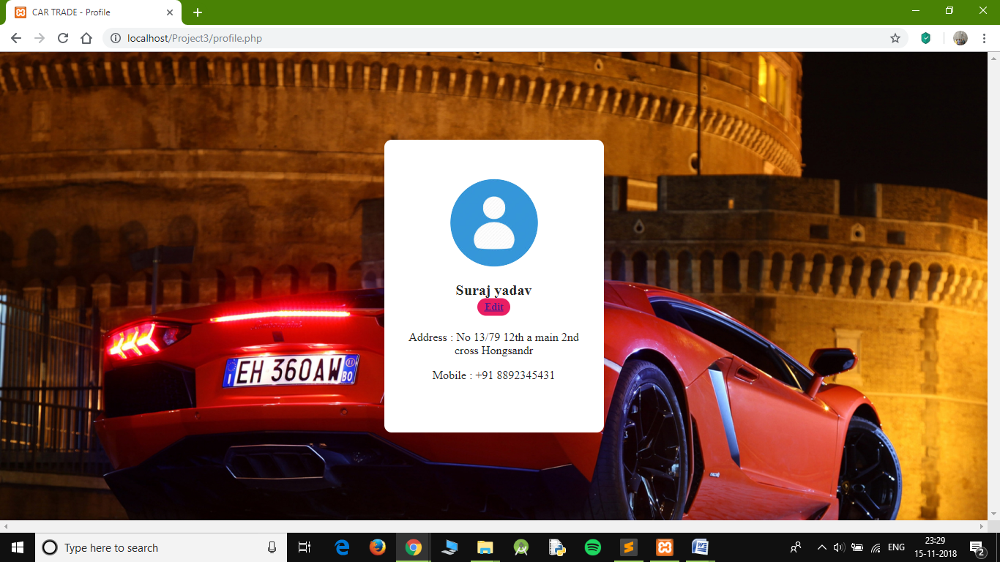 CAR TRADE - Profile
localhost/Project3/profile.php
Suraj yadav
Edit
Address : No 13/79 12th a main 2nd
cross Hongsandr
Mobile : +91 8892345431
EH 360AW
I
11
BO
Type here to search
ENG
23:29
15-11-2018
2